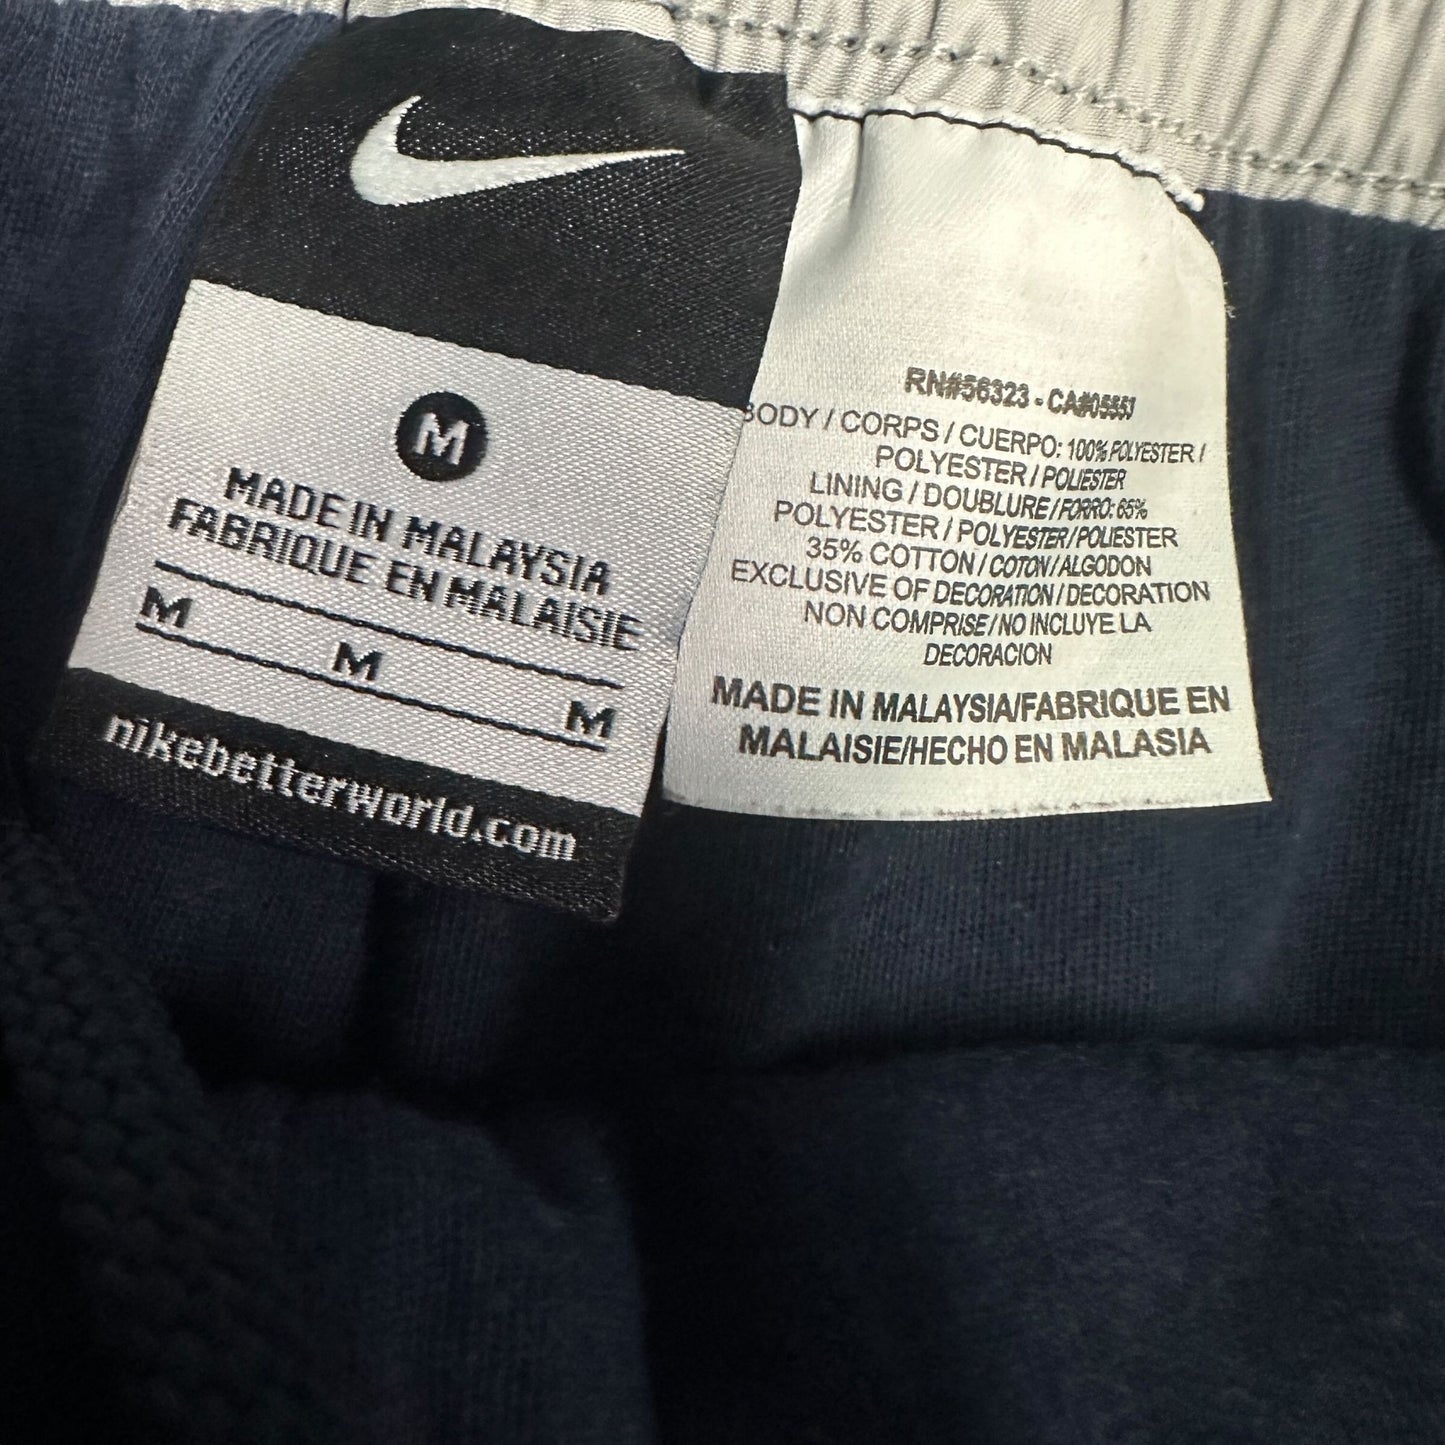 M
MADE IN MALAYSIA
FABRIQUE EN MALAISIE
M
M
M
nikebetterworld.com
RN#56323 - CA#05553
BODY / CORPS / CUERPO: 100% POLYESTER /
POLYESTER / POLIESTER
LINING / DOUBLURE / FORRO: 65%
POLYESTER / POLYESTER / POLIESTER
35% COTTON / COTON / ALGODON
EXCLUSIVE OF DECORATION / DECORATION
NON COMPRISE / NO INCLUYE LA
DECORACION
MADE IN MALAYSIA/FABRIQUE EN
MALAISIE/HECHO EN MALASIA